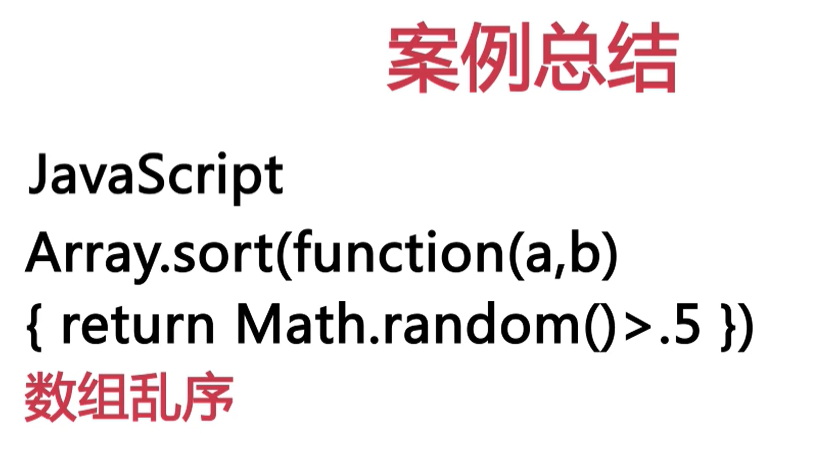 案例总结
JavaScript
Array.sort(function(a,b)
{ return Math.random()>.5 })
数组乱序